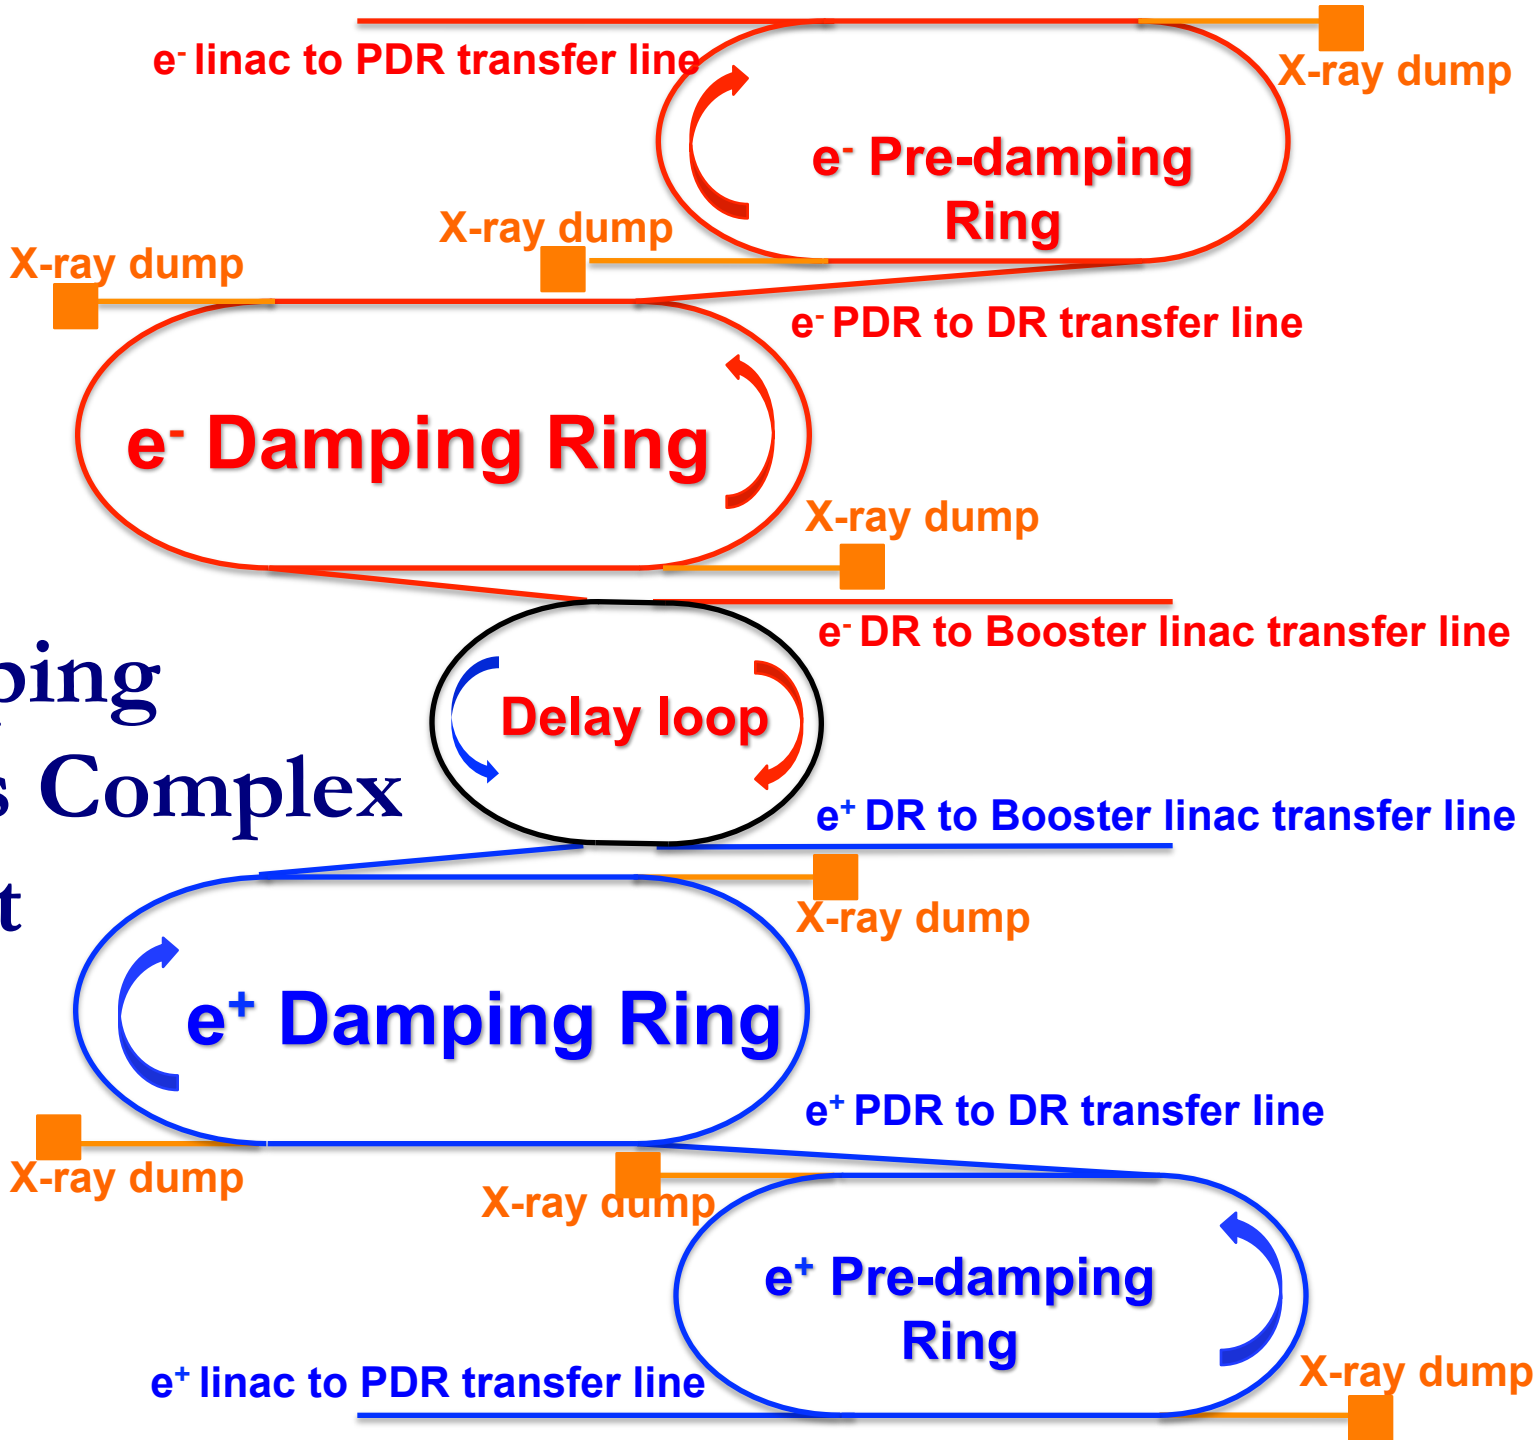 e- linac to PDR transfer line
X-ray dump
e- Pre-damping
Ring
X-ray dump
X-ray dump
e- PDR to DR transfer line
e- Damping Ring
X-ray dump
e- DR to Booster linac transfer line
ping
s Complex
t
Delay loop
e+ DR to Booster linac transfer line
X-ray dump
e+ Damping Ring
e+ PDR to DR transfer line
X-ray dump
X-ray dump
e+ Pre-damping
Ring
e+ linac to PDR transfer line
X-ray dump